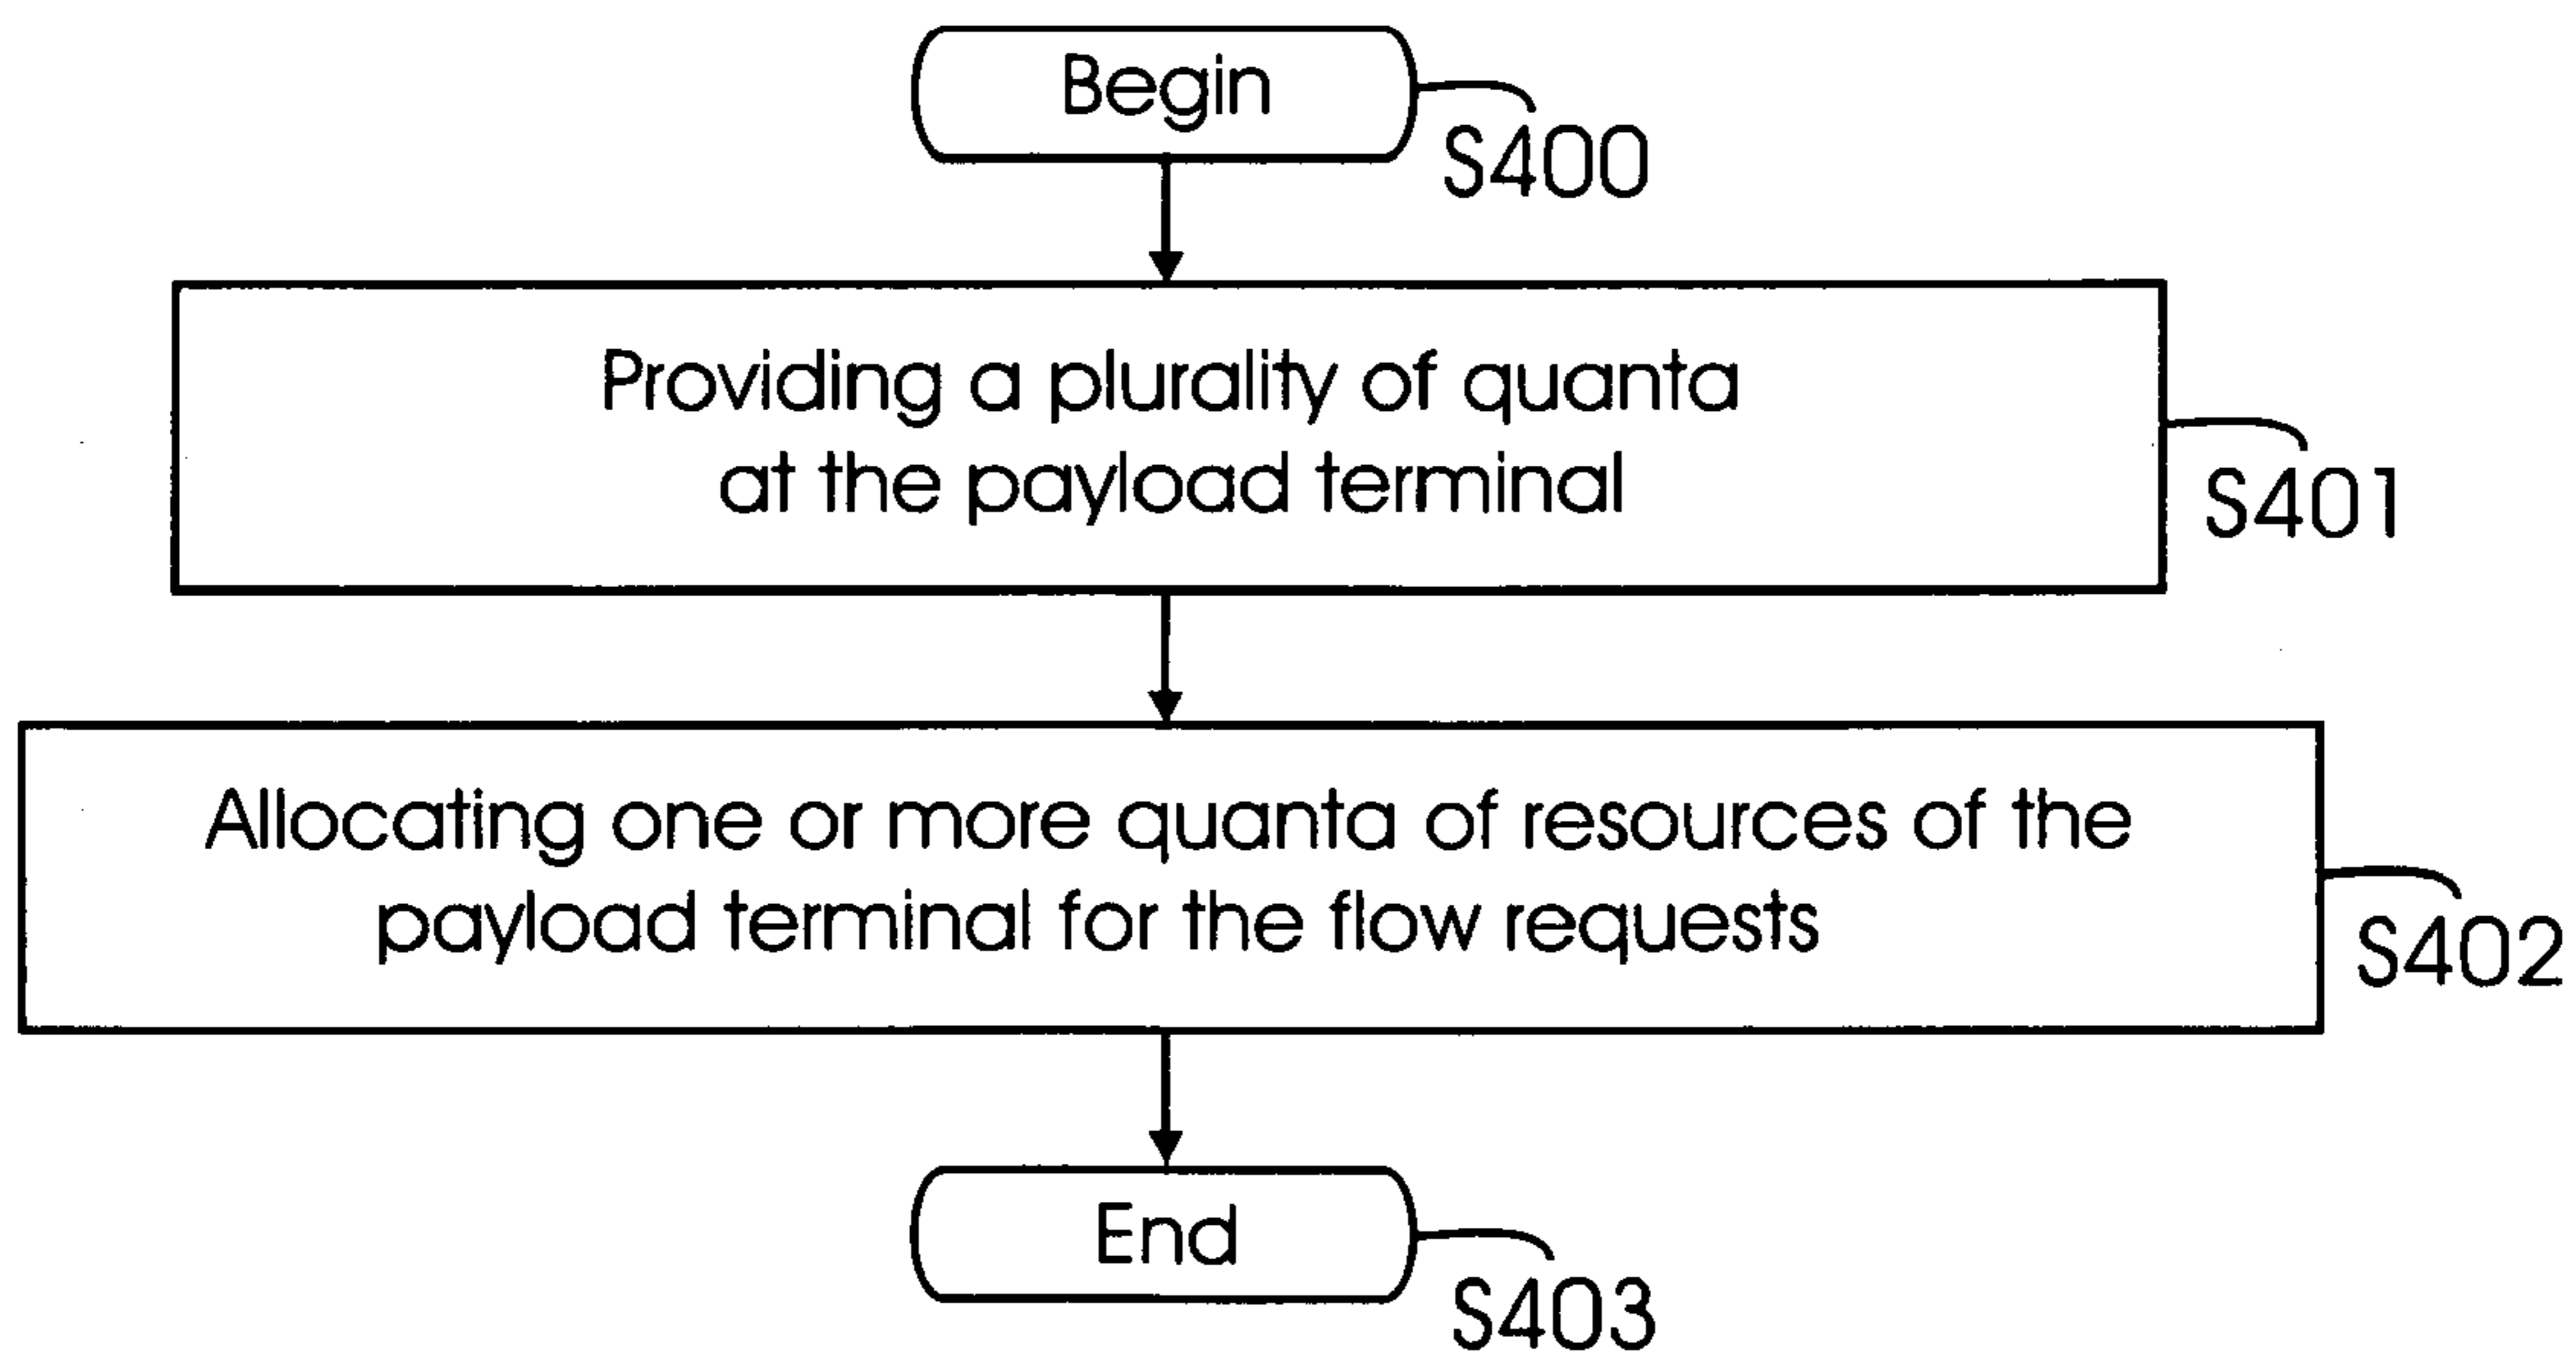 Begin
S400
Providing a plurality of quanta
at the payload terminal
S401
Allocating one or more quanta of resources of the
payload terminal for the flow requests
S402
End
S403